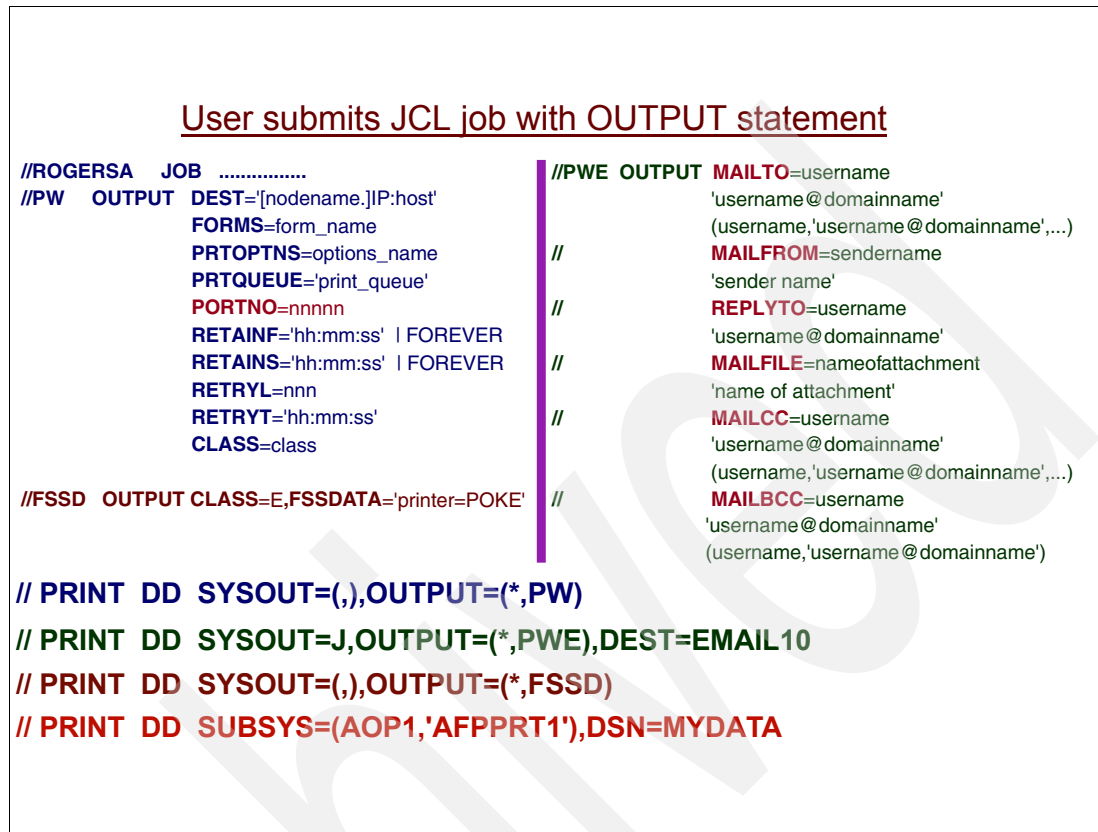 User submits JCL job with OUTPUT statement
//ROGERSA JOB ................
//PW OUTPUT DEST='[nodename.]IP:host'
FORMS=form_name
PRTOPTNS=options_name
PRTQUEUE='print_queue'
PORTNO=nnnnn
RETAINF='hh:mm:ss' | FOREVER
RETAINS='hh:mm:ss' | FOREVER
RETRYL=nnn
RETRYT='hh:mm:ss'
CLASS=class
//FSSD OUTPUT CLASS=E,FSSDATA='printer=POKE'
//PWE OUTPUT MAILTO=username
'username@domainname'
(username,'username@domainname',...)
// MAILFROM=sendername
'sender name'
// REPLYTO=username
'username@domainname'
// MAILFILE=nameofattachment
'name of attachment'
// MAILCC=username
'username@domainname'
(username,'username@domainname',...)
// MAILBCC=username
'username@domainname'
(username,'username@domainname')
// PRINT DD SYSOUT=(,),OUTPUT=(*,PW)
// PRINT DD SYSOUT=J,OUTPUT=(*,PWE),DEST=EMAIL10
// PRINT DD SYSOUT=(,),OUTPUT=(*,FSSD)
// PRINT DD SUBSYS=(AOP1,'AFPPRT1'),DSN=MYDATA